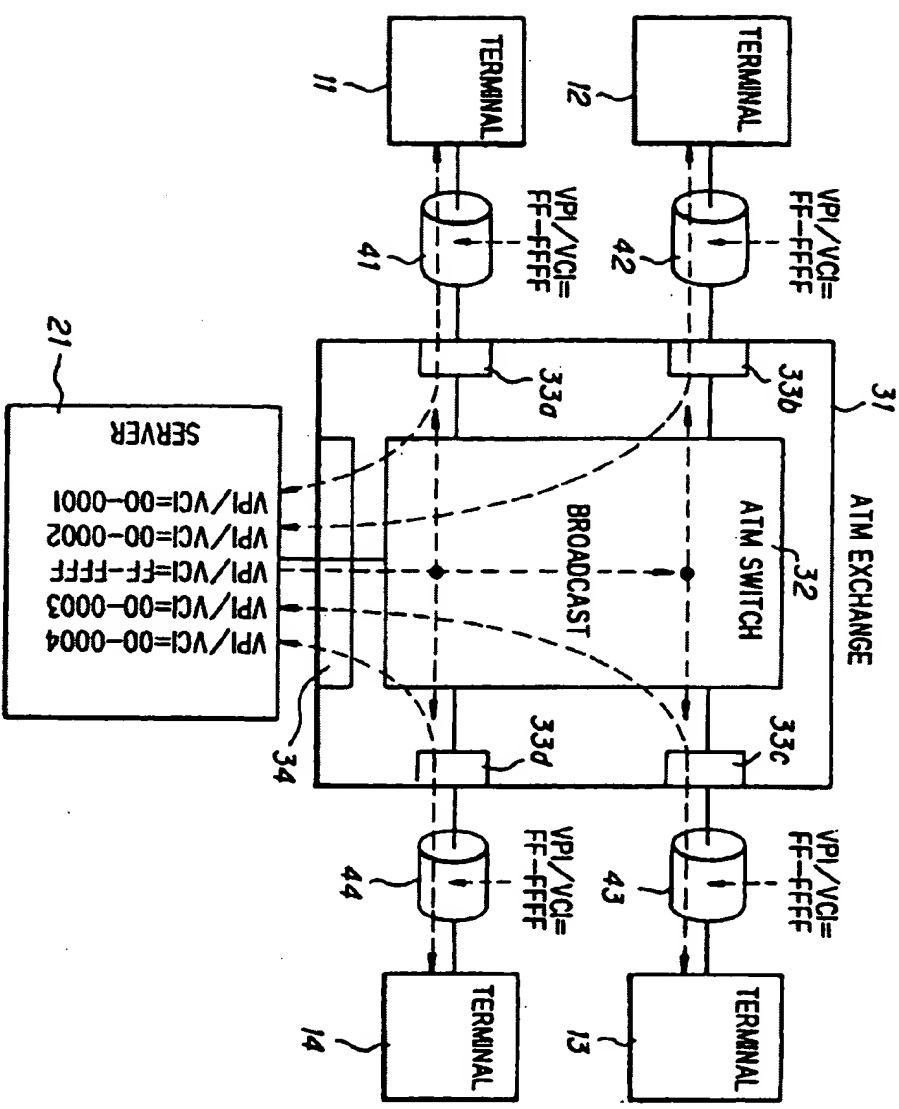 TERMINAL
11
TERMINAL
12
VPI/VCI=
FF-FFFF
41
VPI/VCI=
FF-FFFF
42
33a
33b
31
ATM EXCHANGE
ATM SWITCH
32
BROADCAST
34
21
SERVER
VPI/VCI=00-0001
VPI/VCI=00-0002
VPI/VCI=FF-FFFF
VPI/VCI=00-0003
VPI/VCI=00-0004
33d
33c
VPI/VCI=
FF-FFFF
44
VPI/VCI=
FF-FFFF
43
TERMINAL
14
TERMINAL
13